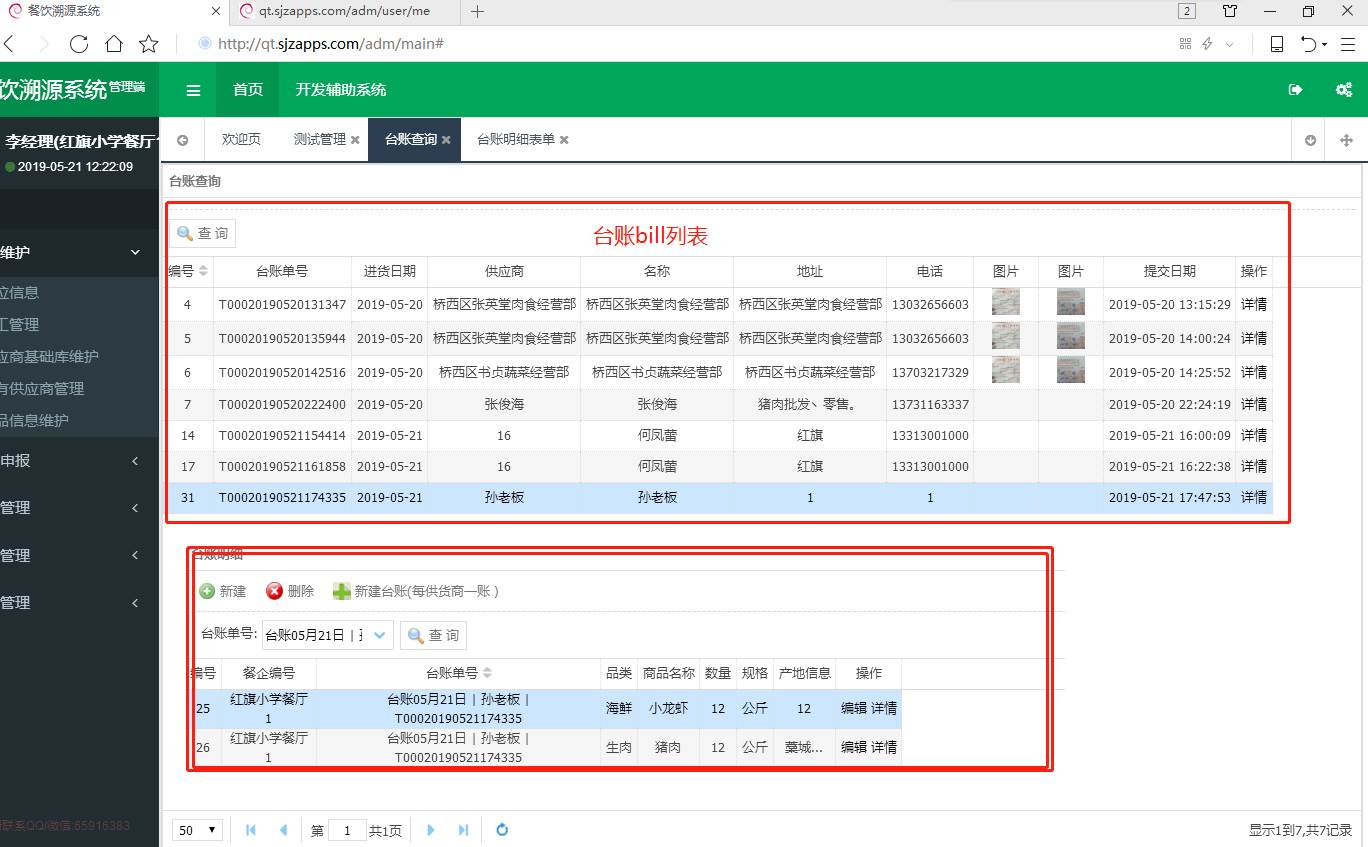 餐饮溯源系统
qt.sjzapps.com/adm/user/me
2
http://qt.sjzapps.com/adm/main#
饮溯源系统 管理端
首页
开发辅助系统
李经理(红旗小学餐厅
2019-05-21 12:22:09
欢迎页
测试管理
台账查询
台账明细表单
维护
位信息
工管理
应商基础库维护
有供应商管理
品信息维护
申报
管理
管理
管理
联系QQ/微信:65916383
台账查询
查 询
台账bill列表
编号 台账单号 进货日期 供应商 名称 地址 电话 图片 图片 提交日期 操作
4 T00020190520131347 2019-05-20 桥西区张英堂肉食经营部 桥西区张英堂肉食经营部 桥西区张英堂肉食经营部 13032656603 2019-05-20 13:15:29 详情
5 T00020190520135944 2019-05-20 桥西区张英堂肉食经营部 桥西区张英堂肉食经营部 桥西区张英堂肉食经营部 13032656603 2019-05-20 14:00:24 详情
6 T00020190520142516 2019-05-20 桥西区书贞蔬菜经营部 桥西区书贞蔬菜经营部 桥西区书贞蔬菜经营部 13703217329 2019-05-20 14:25:52 详情
7 T00020190520222400 2019-05-20 张俊海 张俊海 猪肉批发丶零售。 13731163337 2019-05-20 22:24:19 详情
14 T00020190521154414 2019-05-21 16 何凤蕾 红旗 13313001000 2019-05-21 16:00:09 详情
17 T00020190521161858 2019-05-21 16 何凤蕾 红旗 13313001000 2019-05-21 16:22:38 详情
31 T00020190521174335 2019-05-21 孙老板 孙老板 1 1 2019-05-21 17:47:53 详情
台账明细
新建 删除 新建台账(每供货商一账 )
台账单号: 台账05月21日 | 查 询
编号 餐企编号 台账单号 品类 商品名称 数量 规格 产地信息 操作
25 红旗小学餐厅 1 台账05月21日 | 孙老板 | T00020190521174335 海鲜 小龙虾 12 公斤 12 编辑 详情
26 红旗小学餐厅 1 台账05月21日 | 孙老板 | T00020190521174335 生肉 猪肉 12 公斤 藁城... 编辑 详情
50 第 1 共1页 显示1到7,共7记录